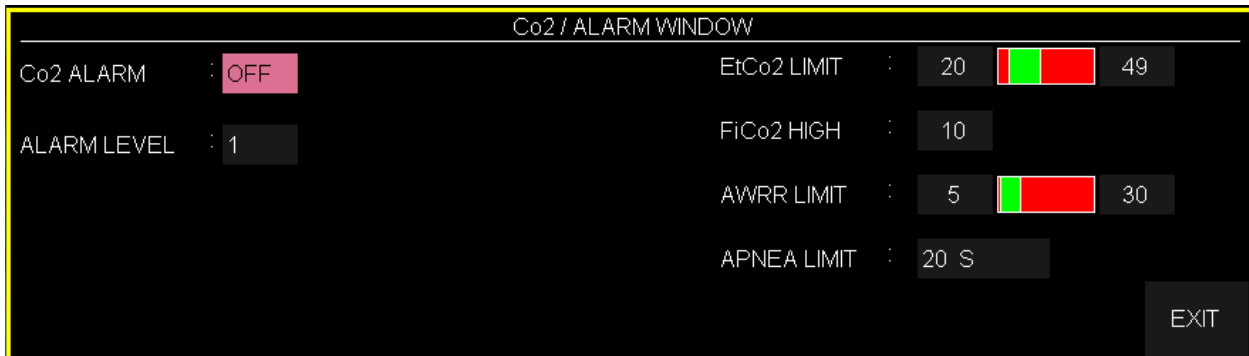 Co2 / ALARM WINDOW
Co2 ALARM : OFF
EtCo2 LIMIT : 20 49
ALARM LEVEL : 1
FiCo2 HIGH : 10
AWRR LIMIT : 5 30
APNEA LIMIT : 20 S
EXIT